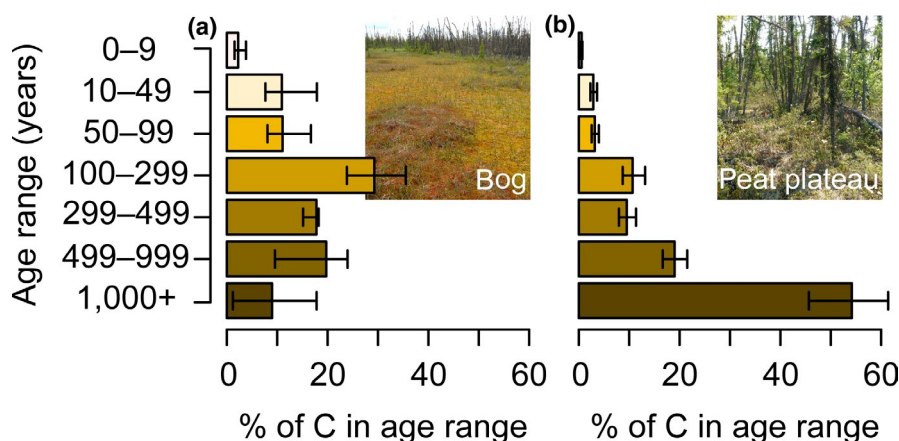 (a)
(b)
Age range (years)
0–9
10–49
50–99
100–299
299–499
499–999
1,000+
Bog
Peat plateau
0 20 40 60
0 20 40 60
% of C in age range
% of C in age range